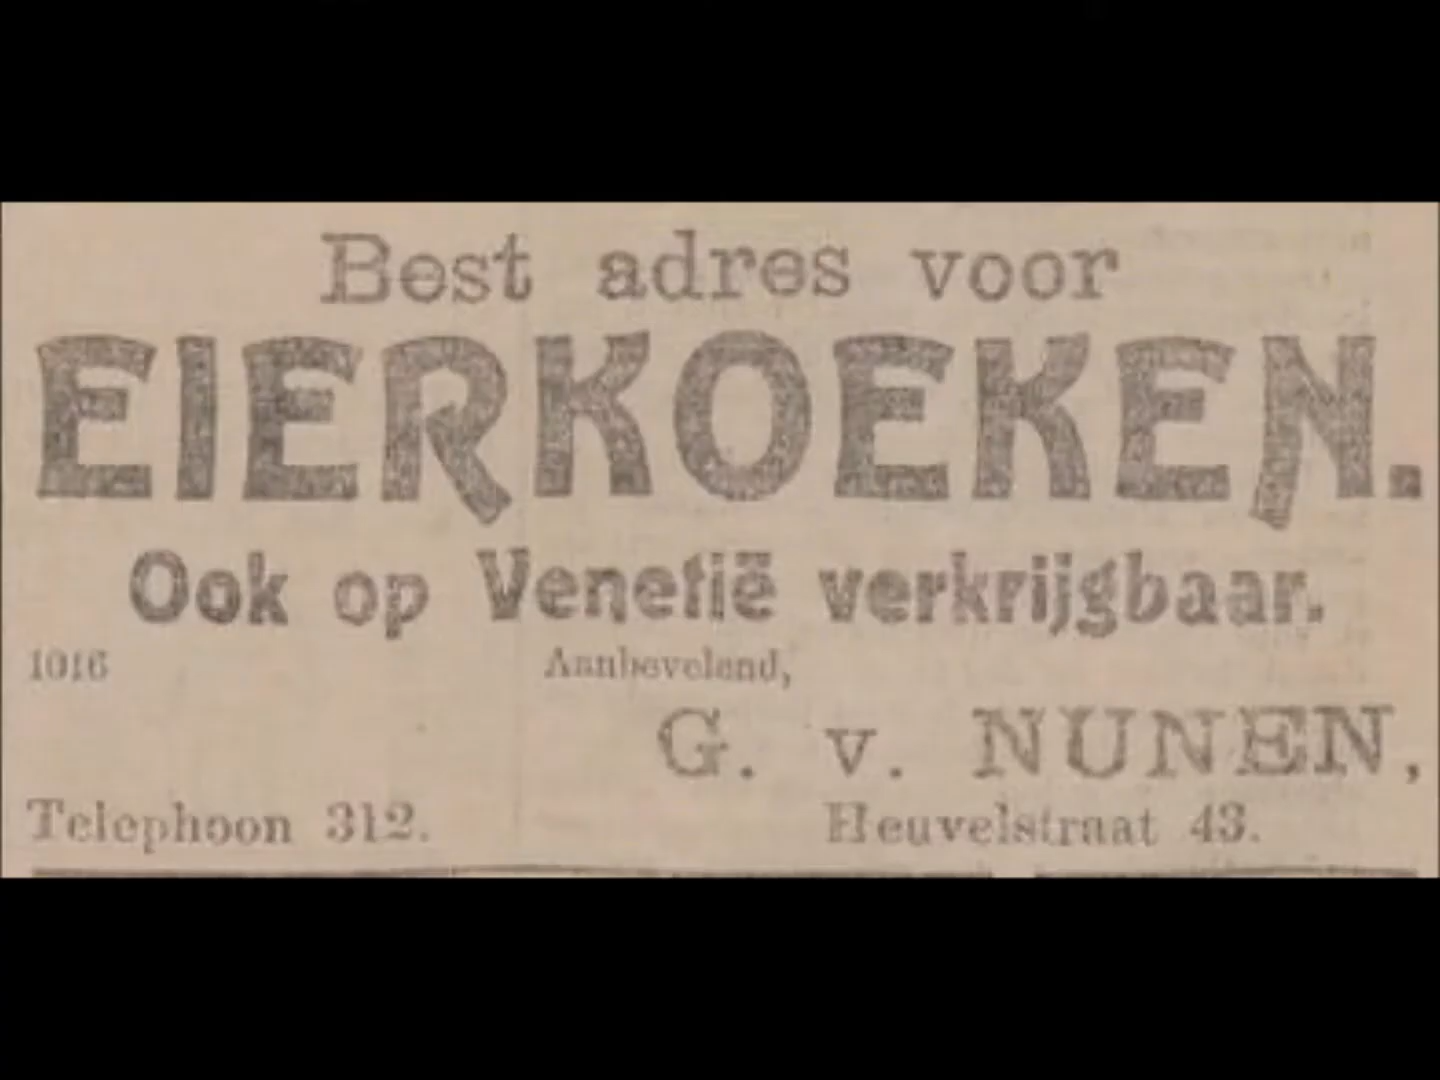 Best adres voor
EIERKOEKEN.
Ook op Venetië verkrijgbaar.
1016 Aanbevelend,
G. v. NUNEN,
Telephoon 312. Heuvelstraat 43.